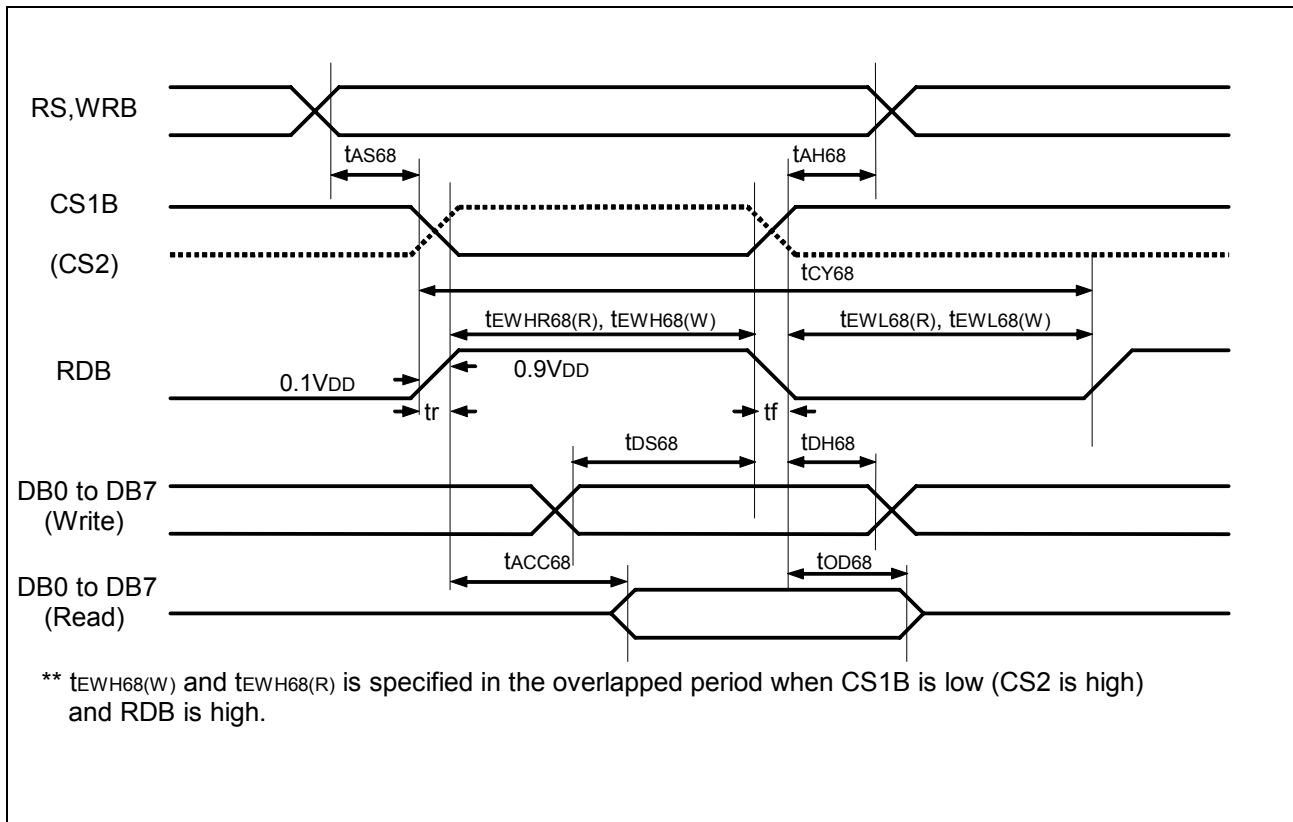 RS,WRB
tAS68
tAH68
CS1B
(CS2)
tCY68
tEWHR68(R), tEWH68(W)
tEWL68(R), tEWL68(W)
RDB
0.1VDD
0.9VDD
tr
tf
tDS68
tDH68
DB0 to DB7
(Write)
tACC68
tOD68
DB0 to DB7
(Read)
** tEWH68(W) and tEWH68(R) is specified in the overlapped period when CS1B is low (CS2 is high)
and RDB is high.